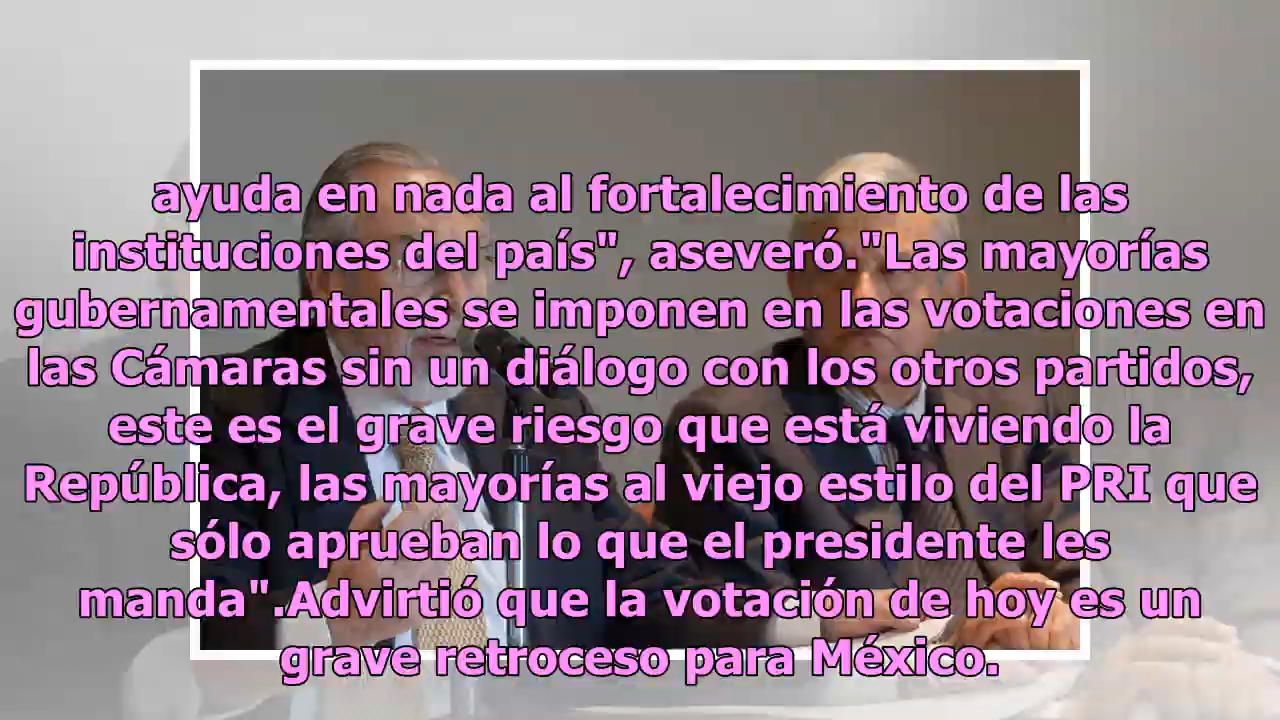 ayuda en nada al fortalecimiento de las
instituciones del país", aseveró."Las mayorías
gubernamentales se imponen en las votaciones en
las Cámaras sin un diálogo con los otros partidos,
este es el grave riesgo que está viviendo la
República, las mayorías al viejo estilo del PRI que
sólo aprueban lo que el presidente les
manda".Advirtió que la votación de hoy es un
grave retroceso para México.